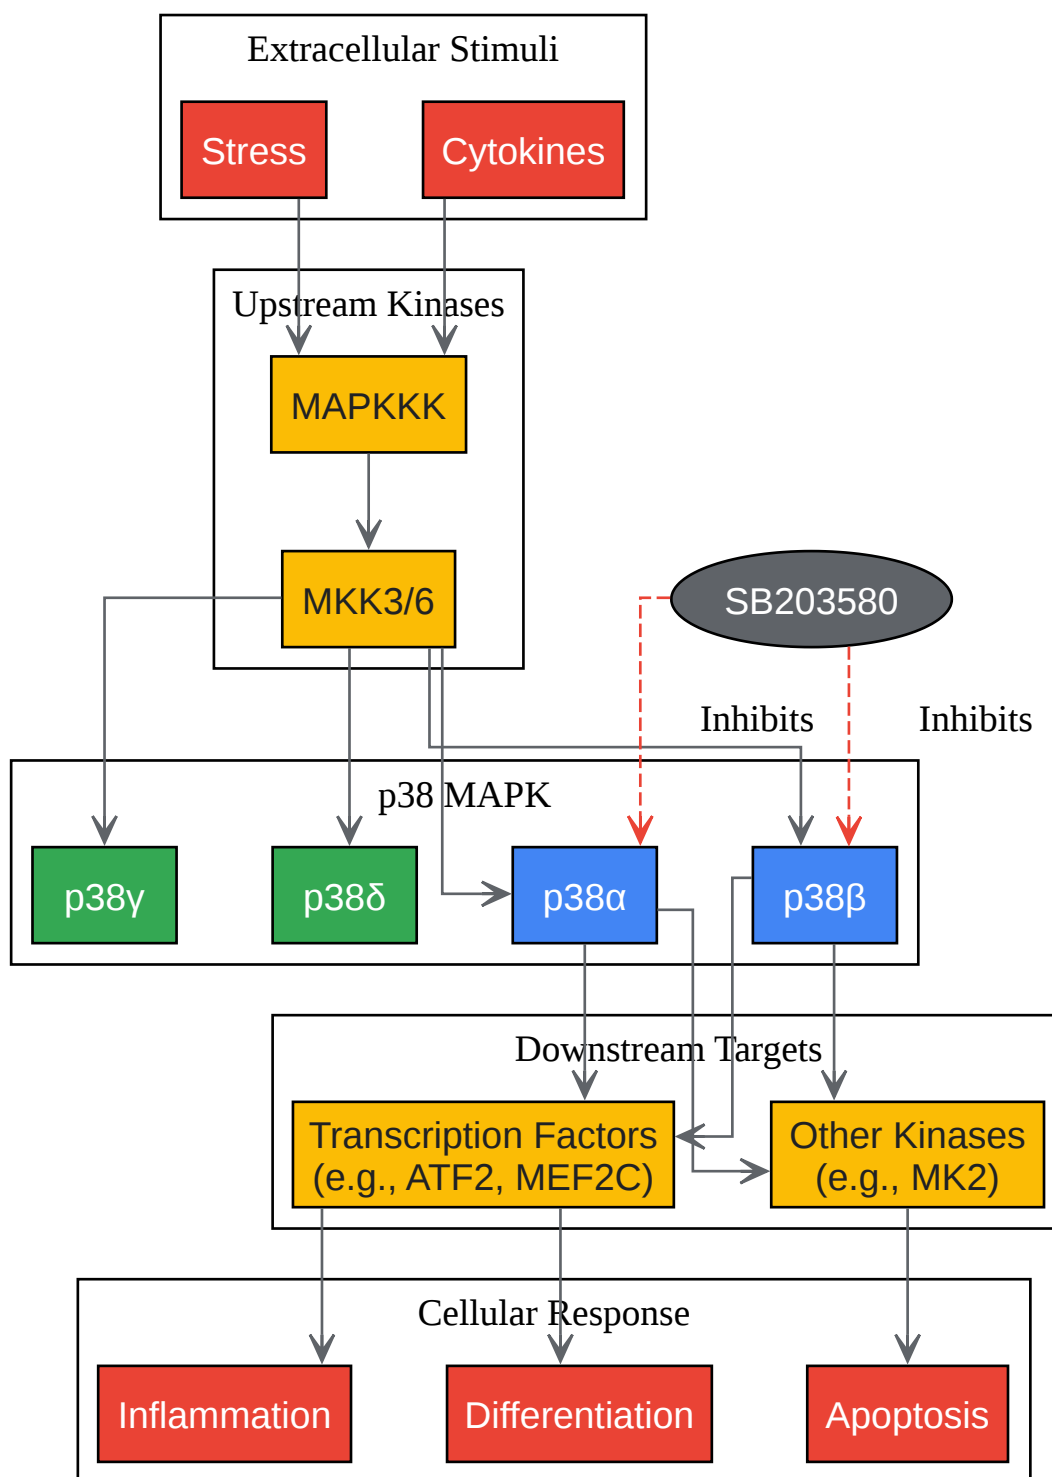 Extracellular Stimuli
Stress
Cytokines
Upstream Kinases
MAPKKK
MKK3/6
SB203580
Inhibits
Inhibits
p38 MAPK
p38γ
p38δ
p38α
p38β
Downstream Targets
Transcription Factors
(e.g., ATF2, MEF2C)
Other Kinases
(e.g., MK2)
Cellular Response
Inflammation
Differentiation
Apoptosis